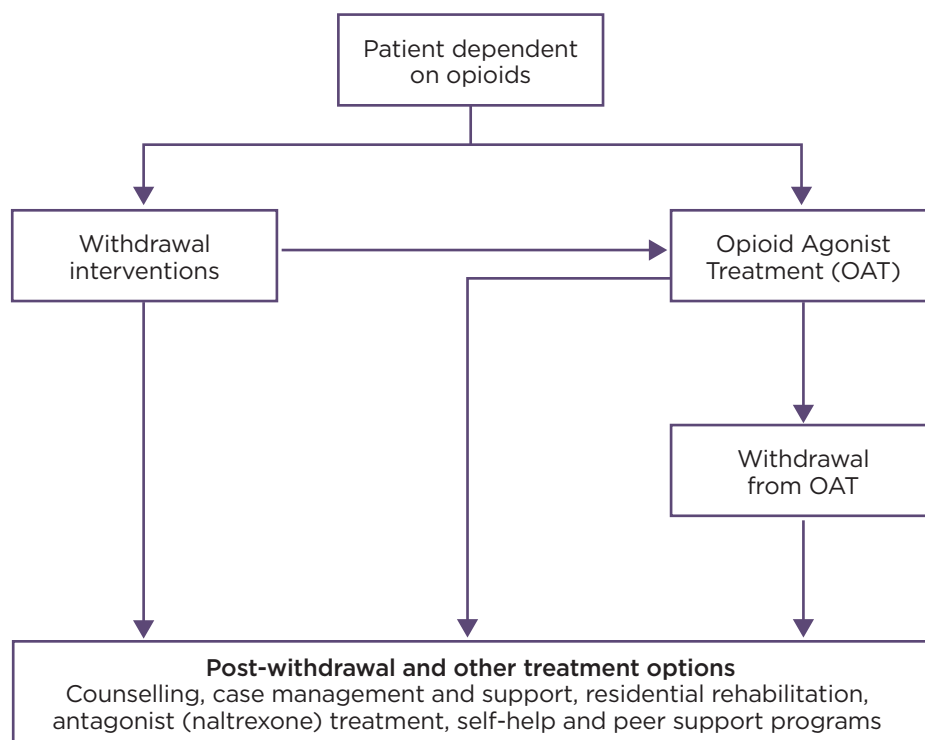 Patient dependent
on opioids
Withdrawal
interventions
Opioid Agonist
Treatment (OAT)
Withdrawal
from OAT
Post-withdrawal and other treatment options
Counselling, case management and support, residential rehabilitation,
antagonist (naltrexone) treatment, self-help and peer support programs